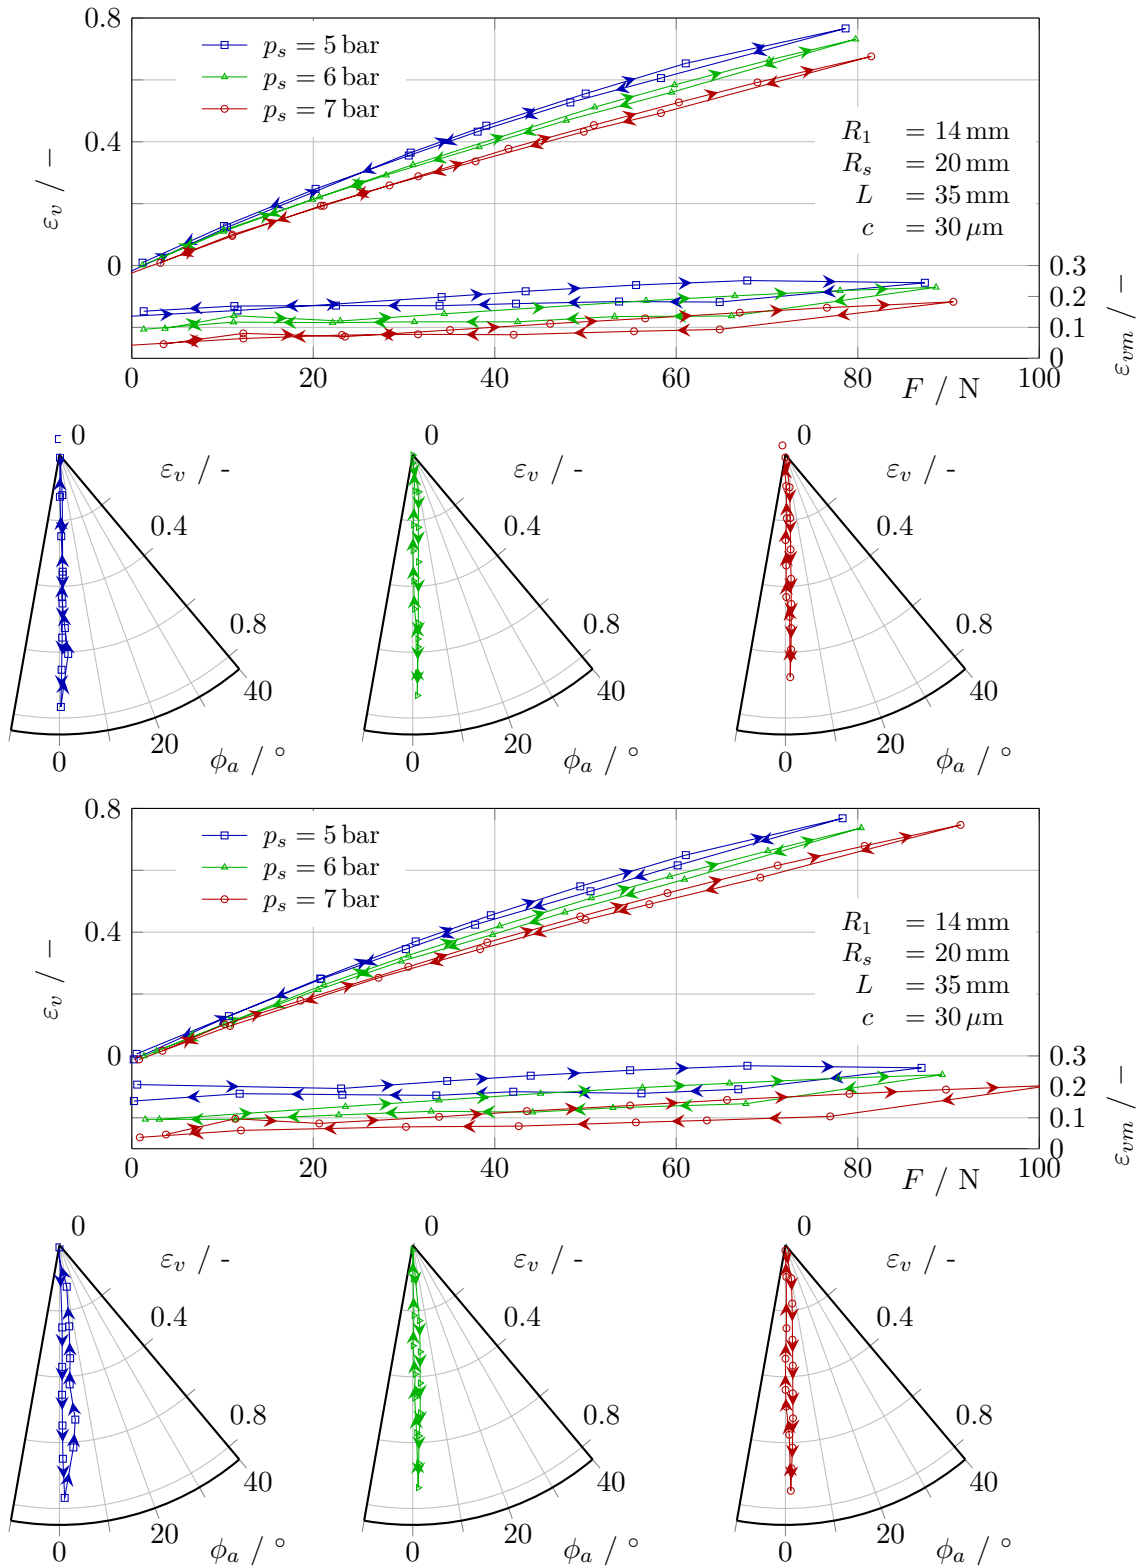 0.8
p_s = 5 bar
p_s = 6 bar
p_s = 7 bar
0.4
R_1 = 14 mm
R_s = 20 mm
L = 35 mm
c = 30 μm
ε_v / —
0
0.3
0.2
0.1
0
ε_vm / —
0 20 40 60 80 100
F / N
0 0 0
ε_v / - ε_v / - ε_v / -
0.4 0.4 0.4
0.8 0.8 0.8
40 40 40
20 20 20
0 ϕ_a / ° 0 ϕ_a / ° 0 ϕ_a / °
0.8
p_s = 5 bar
p_s = 6 bar
p_s = 7 bar
0.4
R_1 = 14 mm
R_s = 20 mm
L = 35 mm
c = 30 μm
ε_v / —
0
0.3
0.2
0.1
0
ε_vm / —
0 20 40 60 80 100
F / N
0 0 0
ε_v / - ε_v / - ε_v / -
0.4 0.4 0.4
0.8 0.8 0.8
40 40 40
20 20 20
0 ϕ_a / ° 0 ϕ_a / ° 0 ϕ_a / °